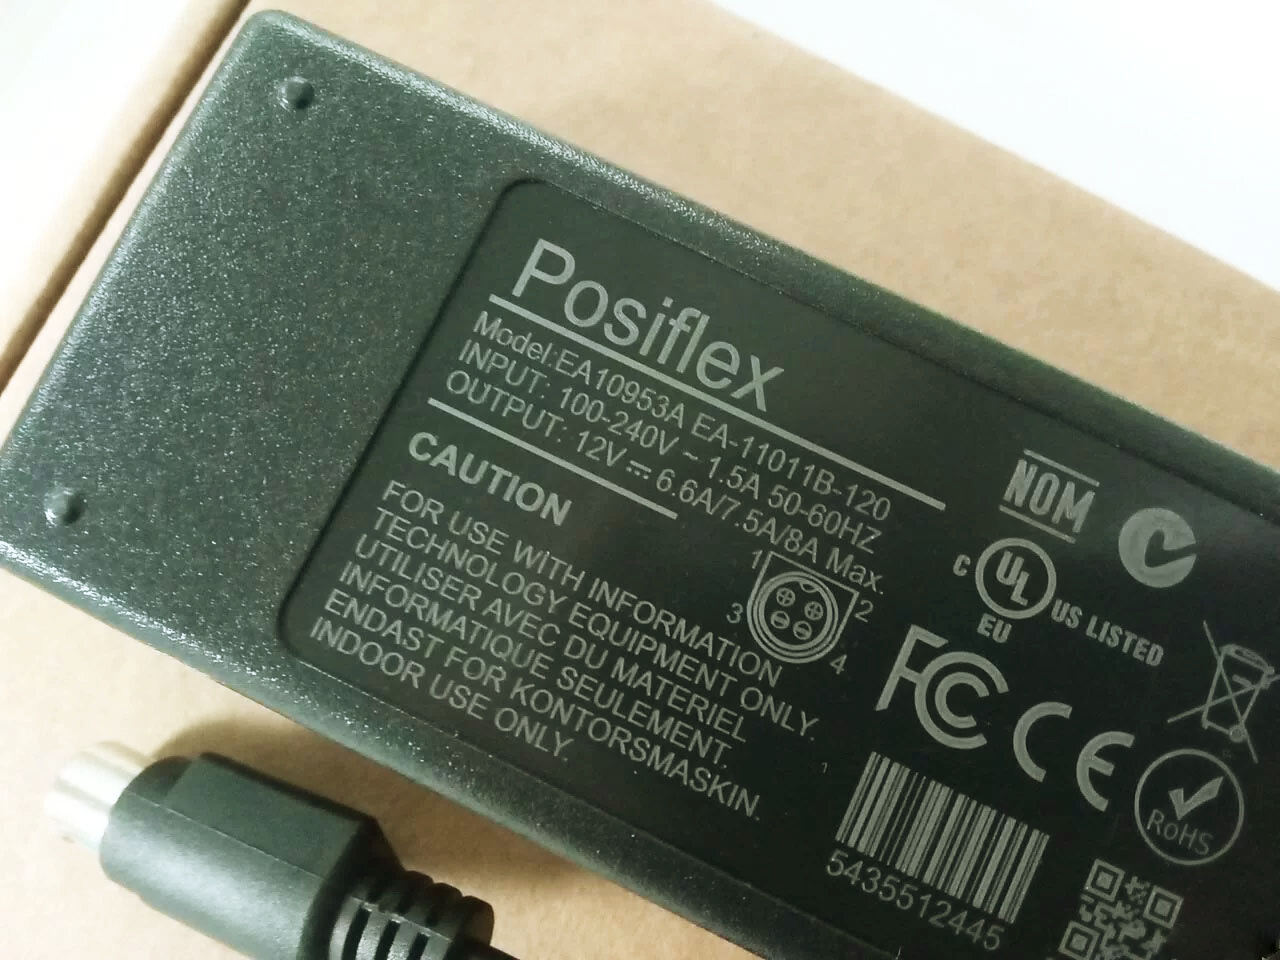 Posiflex
Model:EA10953A EA-11011B-120
INPUT: 100-240V ~ 1.5A 50-60HZ
OUTPUT: 12V⎓ 6.6A/7.5A/8A Max.
CAUTION
FOR USE WITH INFORMATION
TECHNOLOGY EQUIPMENT ONLY.
UTILISER AVEC DU MATERIEL
INFORMATIQUE SEULEMENT.
ENDAST FOR KONTORSMASKIN.
INDOOR USE ONLY.
1
2
3
4
NOM
C UL US LISTED
EU
FC CE
RoHS
1
5435512445